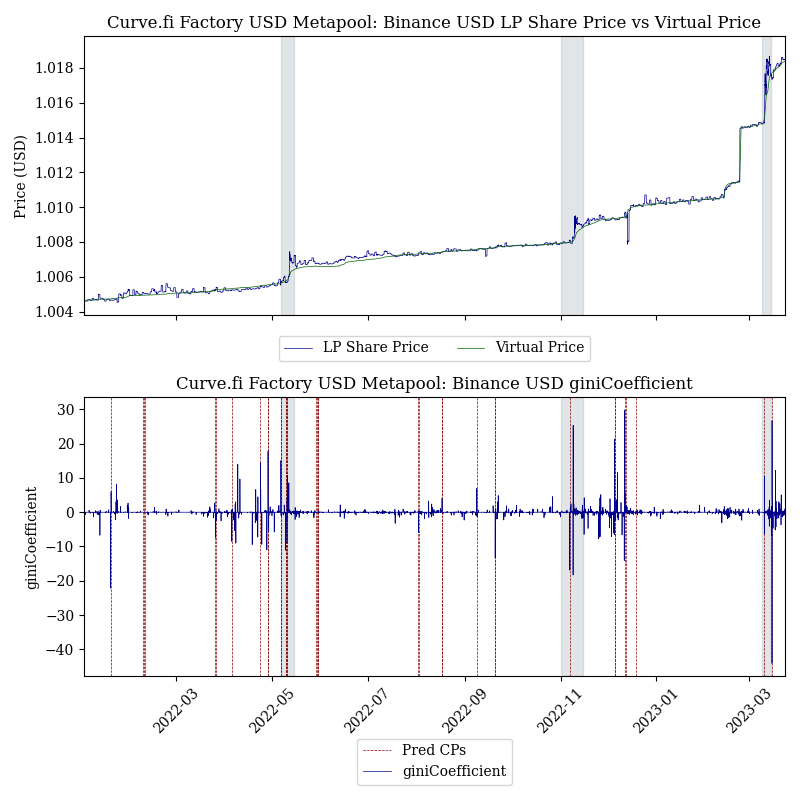 Curve.fi Factory USD Metapool: Binance USD LP Share Price vs Virtual Price
1.018
1.016
1.014
1.012
1.010
1.008
1.006
1.004
Price (USD)
LP Share Price
Virtual Price
Curve.fi Factory USD Metapool: Binance USD giniCoefficient
30
20
10
0
−10
−20
−30
−40
giniCoefficient
2022-03
2022-05
2022-07
2022-09
2022-11
2023-01
2023-03
Pred CPs
giniCoefficient